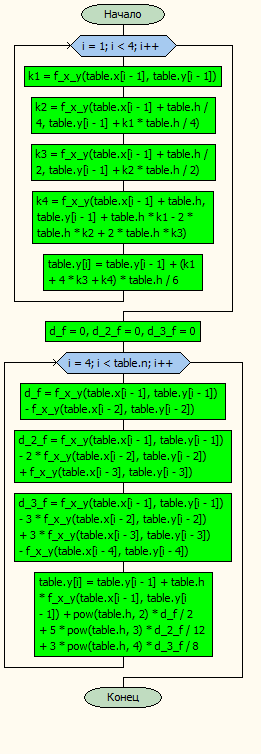 Начало
i = 1; i < 4; i++
k1 = f_x_y(table.x[i - 1], table.y[i - 1])
k2 = f_x_y(table.x[i - 1] + table.h /
4, table.y[i - 1] + k1 * table.h / 4)
k3 = f_x_y(table.x[i - 1] + table.h /
2, table.y[i - 1] + k2 * table.h / 2)
k4 = f_x_y(table.x[i - 1] + table.h,
table.y[i - 1] + table.h * k1 - 2 *
table.h * k2 + 2 * table.h * k3)
table.y[i] = table.y[i - 1] + (k1
+ 4 * k3 + k4) * table.h / 6
d_f = 0, d_2_f = 0, d_3_f = 0
i = 4; i < table.n; i++
d_f = f_x_y(table.x[i - 1], table.y[i - 1])
- f_x_y(table.x[i - 2], table.y[i - 2])
d_2_f = f_x_y(table.x[i - 1], table.y[i - 1])
- 2 * f_x_y(table.x[i - 2], table.y[i - 2])
+ f_x_y(table.x[i - 3], table.y[i - 3])
d_3_f = f_x_y(table.x[i - 1], table.y[i - 1])
- 3 * f_x_y(table.x[i - 2], table.y[i - 2])
+ 3 * f_x_y(table.x[i - 3], table.y[i - 3])
- f_x_y(table.x[i - 4], table.y[i - 4])
table.y[i] = table.y[i - 1] + table.h
* f_x_y(table.x[i - 1], table.y[i
- 1]) + pow(table.h, 2) * d_f / 2
+ 5 * pow(table.h, 3) * d_2_f / 12
+ 3 * pow(table.h, 4) * d_3_f / 8
Конец